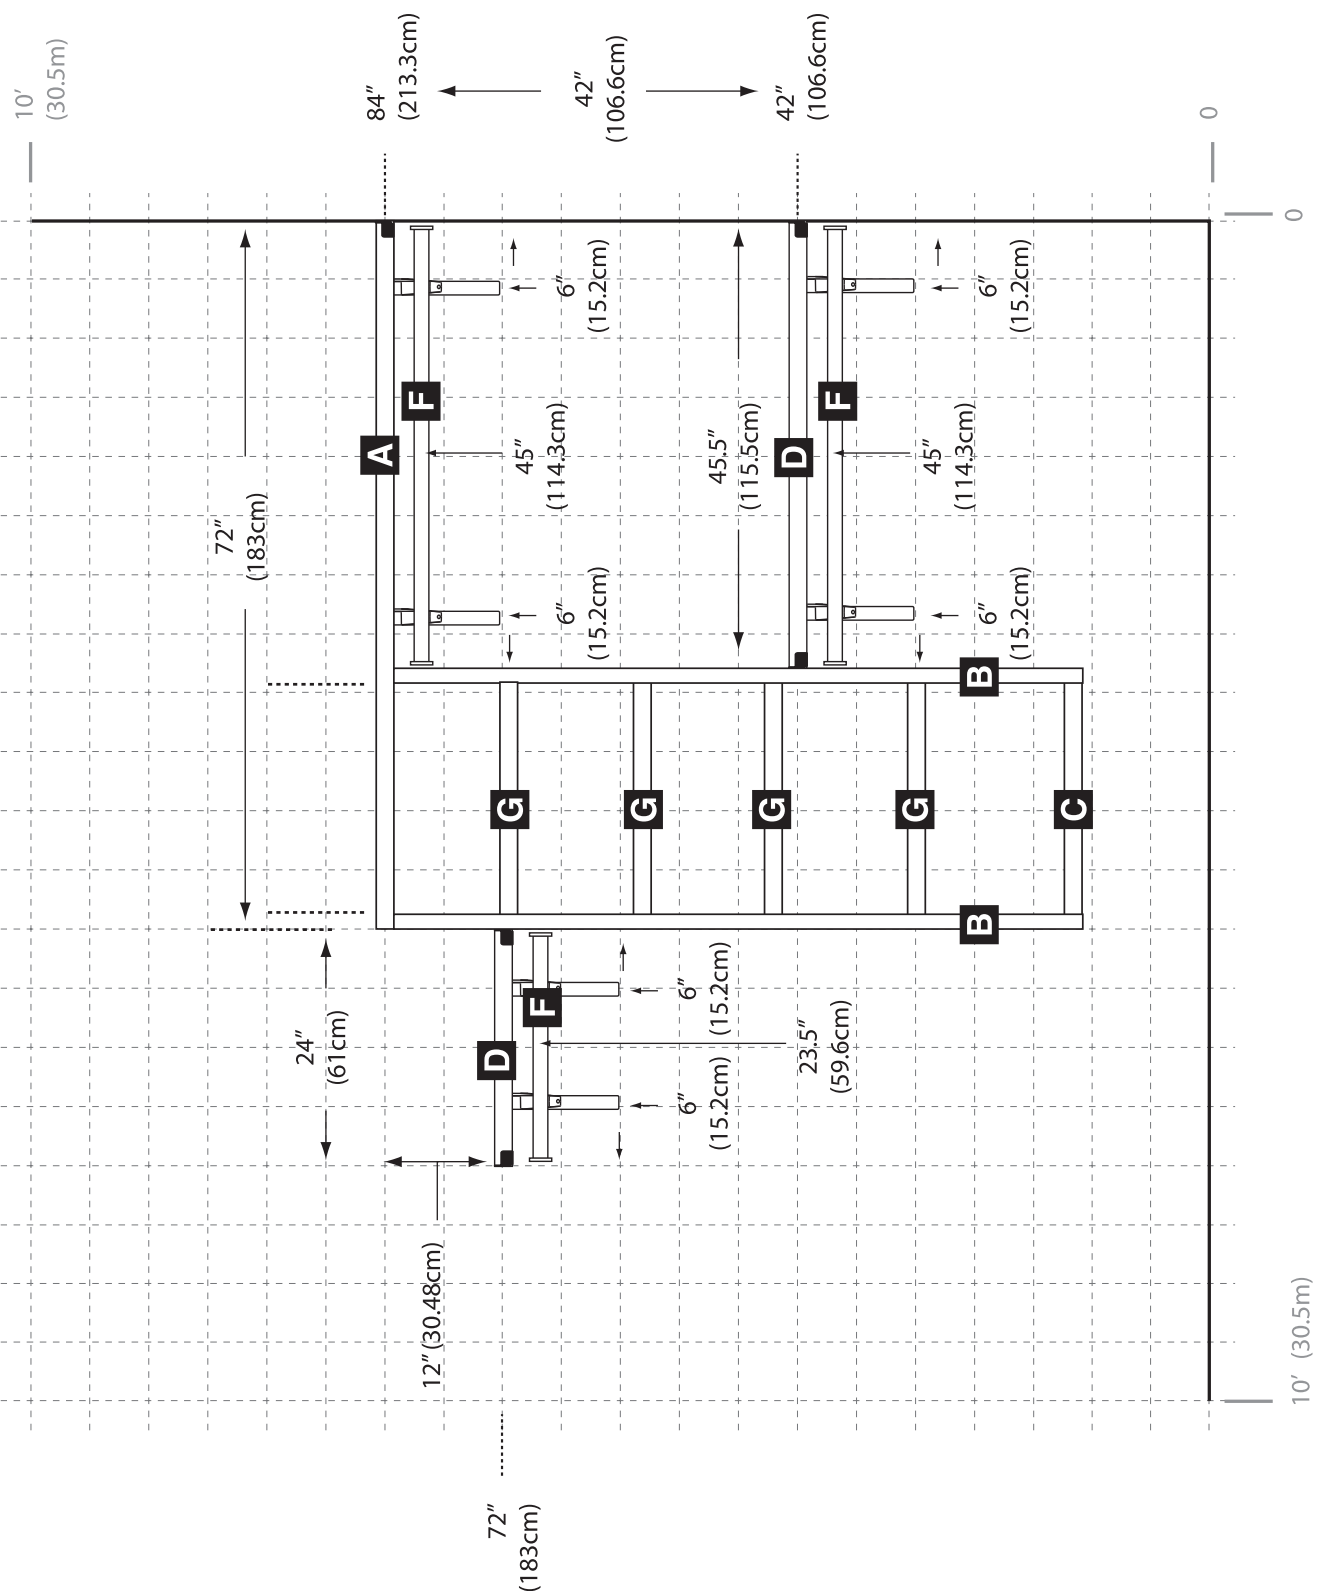 10′
(30.5m)
84″
(213.3cm)
42″
(106.6cm)
42″
(106.6cm)
0
0
72″
(183cm)
A
F
6″
(15.2cm)
45″
(114.3cm)
6″
(15.2cm)
45.5″
(115.5cm)
D
F
6″
(15.2cm)
45″
(114.3cm)
6″
(15.2cm)
B
G
G
G
G
C
B
24″
(61cm)
D
F
6″
(15.2cm)
6″
(15.2cm)
23.5″
(59.6cm)
12″ (30.48cm)
72″
(183cm)
10′ (30.5m)